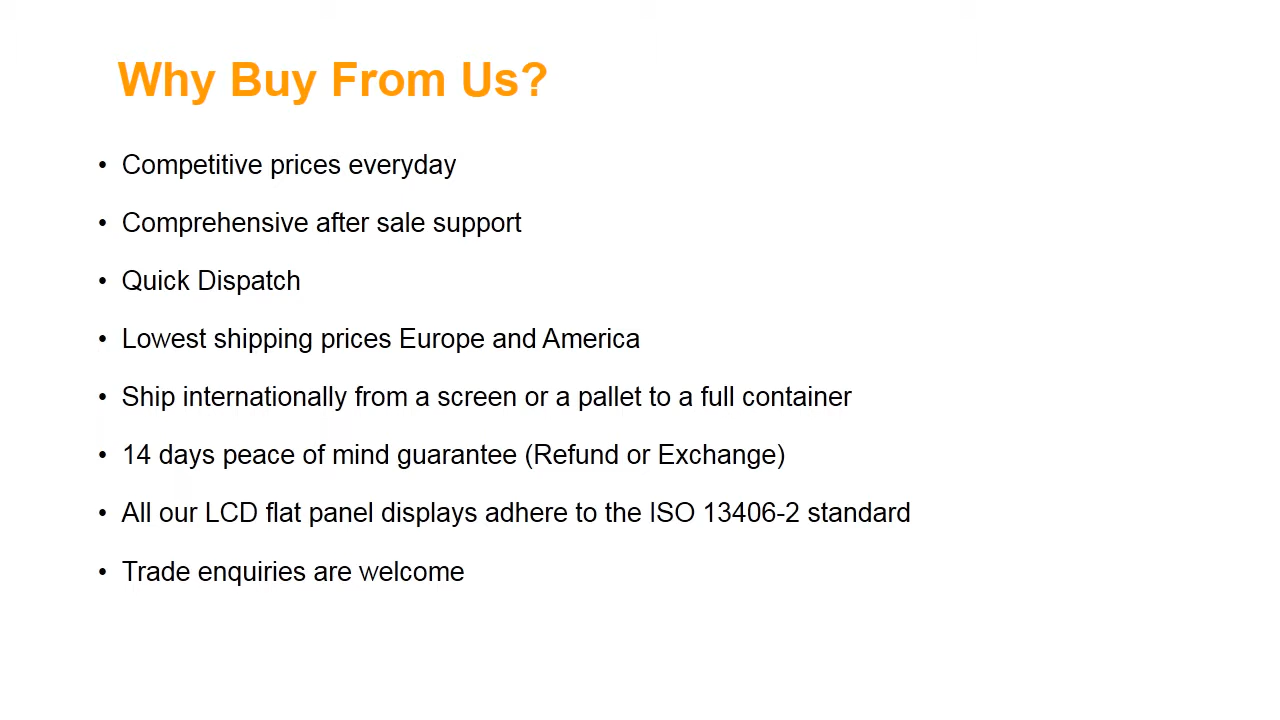 Why Buy From Us?
• Competitive prices everyday
• Comprehensive after sale support
• Quick Dispatch
• Lowest shipping prices Europe and America
• Ship internationally from a screen or a pallet to a full container
• 14 days peace of mind guarantee (Refund or Exchange)
• All our LCD flat panel displays adhere to the ISO 13406-2 standard
• Trade enquiries are welcome